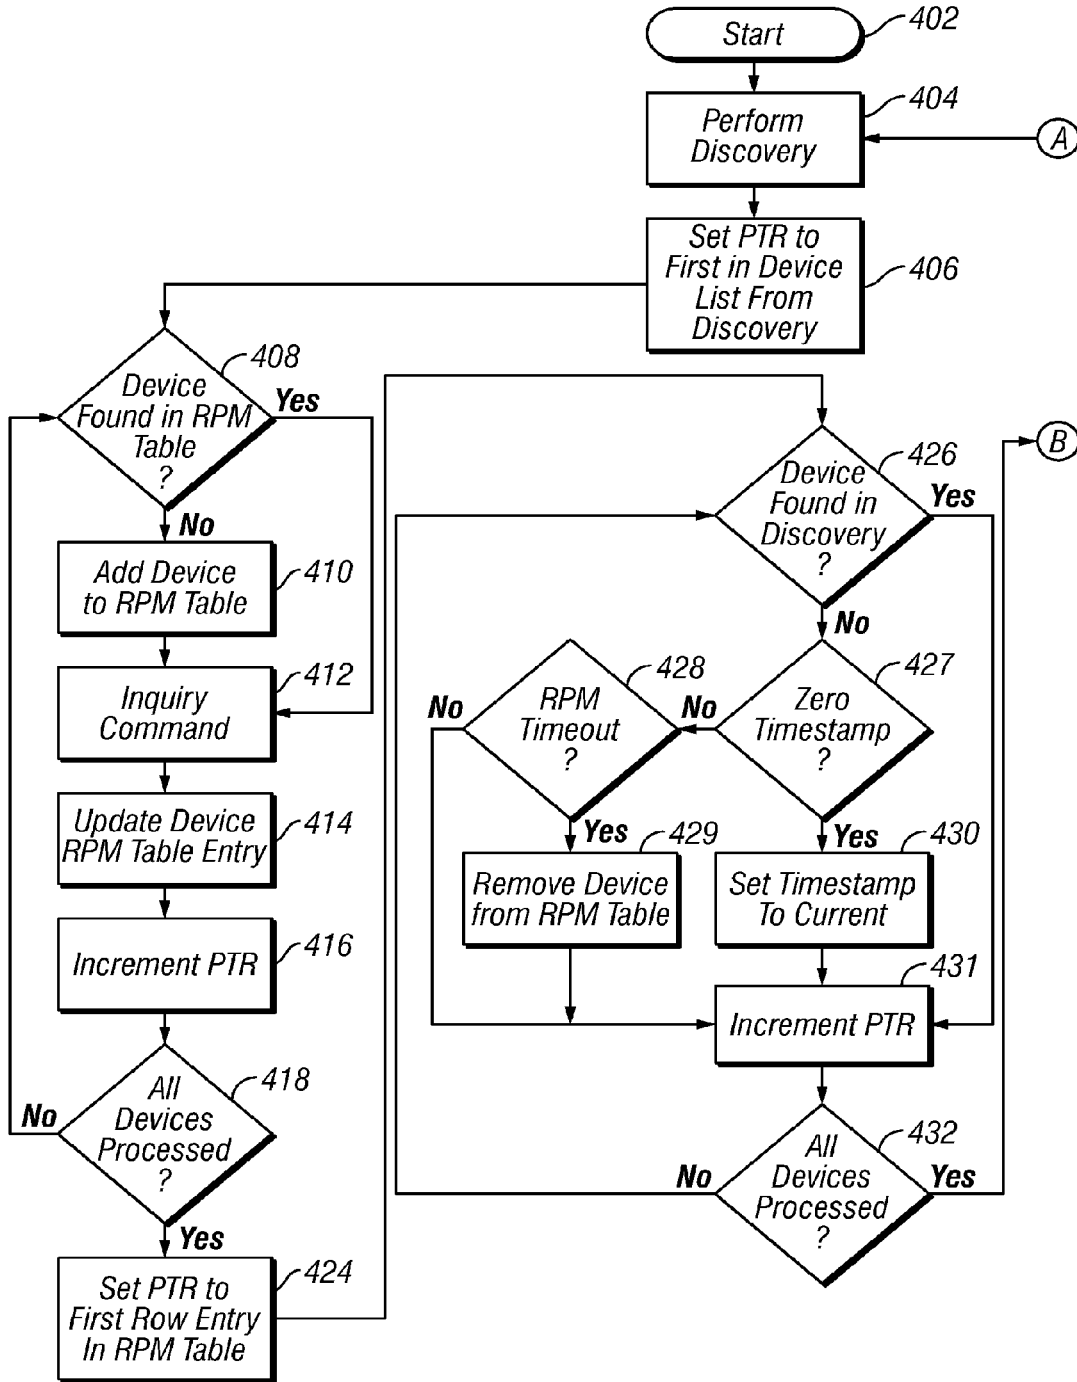 Start
402
Perform
Discovery
404
A
Set PTR to
First in Device
List From
Discovery
406
Device
Found in RPM
Table
?
408
Yes
No
Add Device
to RPM Table
410
Inquiry
Command
412
Update Device
RPM Table Entry
414
Increment PTR
416
All
Devices
Processed
?
418
No
Yes
Set PTR to
First Row Entry
In RPM Table
424
Device
Found in
Discovery
?
426
Yes
B
No
Zero
Timestamp
?
427
No
RPM
Timeout
?
428
No
Yes
Remove Device
from RPM Table
429
Yes
Set Timestamp
To Current
430
Increment PTR
431
All
Devices
Processed
?
432
No
Yes